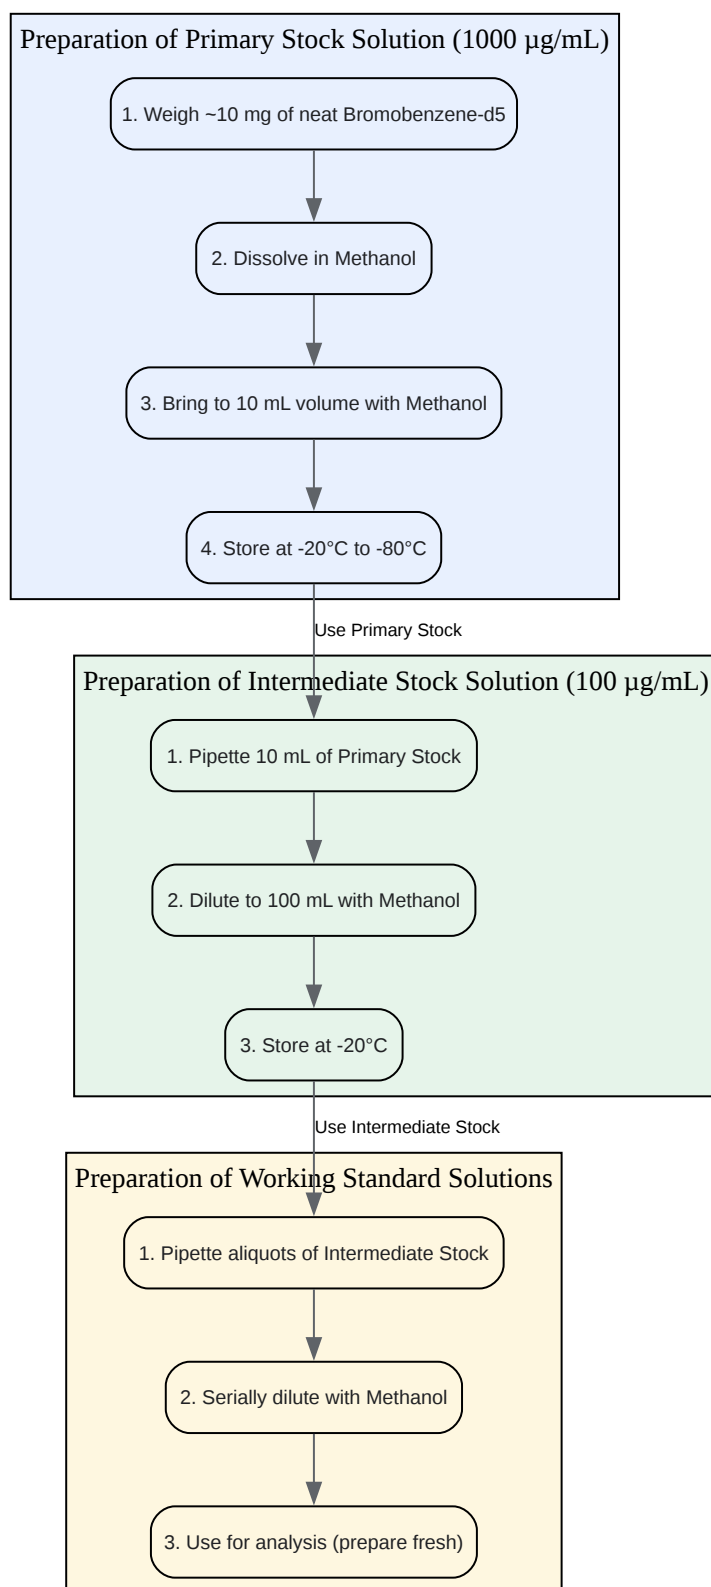 Preparation of Primary Stock Solution (1000 µg/mL)
1. Weigh ~10 mg of neat Bromobenzene-d5
2. Dissolve in Methanol
3. Bring to 10 mL volume with Methanol
4. Store at -20°C to -80°C
Use Primary Stock
Preparation of Intermediate Stock Solution (100 µg/mL)
1. Pipette 10 mL of Primary Stock
2. Dilute to 100 mL with Methanol
3. Store at -20°C
Use Intermediate Stock
Preparation of Working Standard Solutions
1. Pipette aliquots of Intermediate Stock
2. Serially dilute with Methanol
3. Use for analysis (prepare fresh)